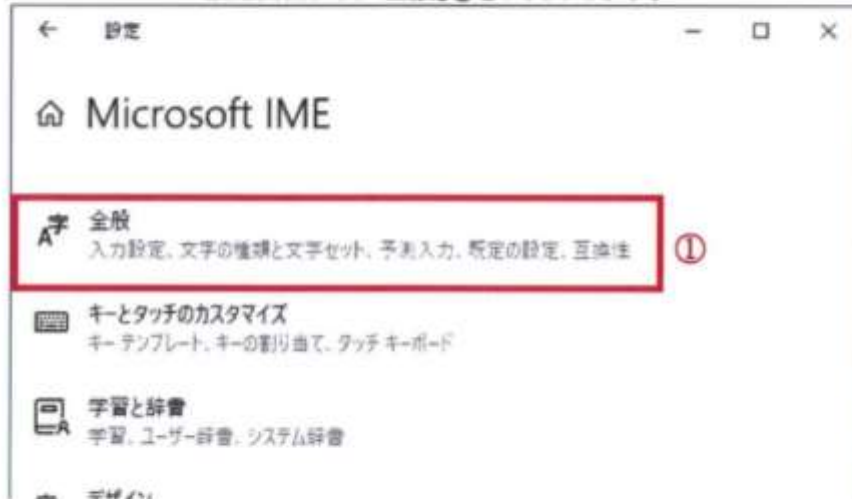 ← 設定
Microsoft IME
全般
入力設定、文字の種類と文字セット、予測入力、既定の設定、互換性
①
キーとタッチのカスタマイズ
キー テンプレート、キーの割り当て、タッチ キーボード
学習と辞書
学習、ユーザー辞書、システム辞書
デザイン